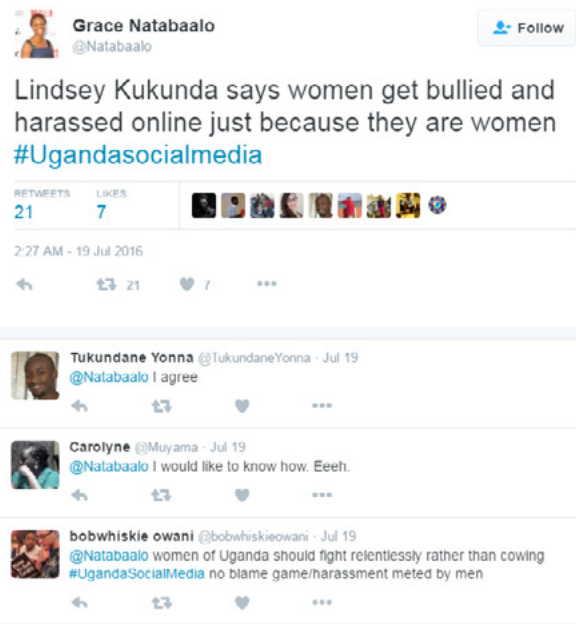 Grace Natabaalo
@Natabaalo
Follow
Lindsey Kukunda says women get bullied and
harassed online just because they are women
#Ugandasocialmedia
RETWEETS LIKES
21 7
2:27 AM - 19 Jul 2016
21 7
Tukundane Yonna @TukundaneYonna · Jul 19
@Natabaalo I agree
Carolyne @Muyama · Jul 19
@Natabaalo I would like to know how. Eeeh.
bobwhiskie owani @bobwhiskieowani · Jul 19
@Natabaalo women of Uganda should fight relentlessly rather than cowing
#UgandaSocialMedia no blame game/harassment meted by men